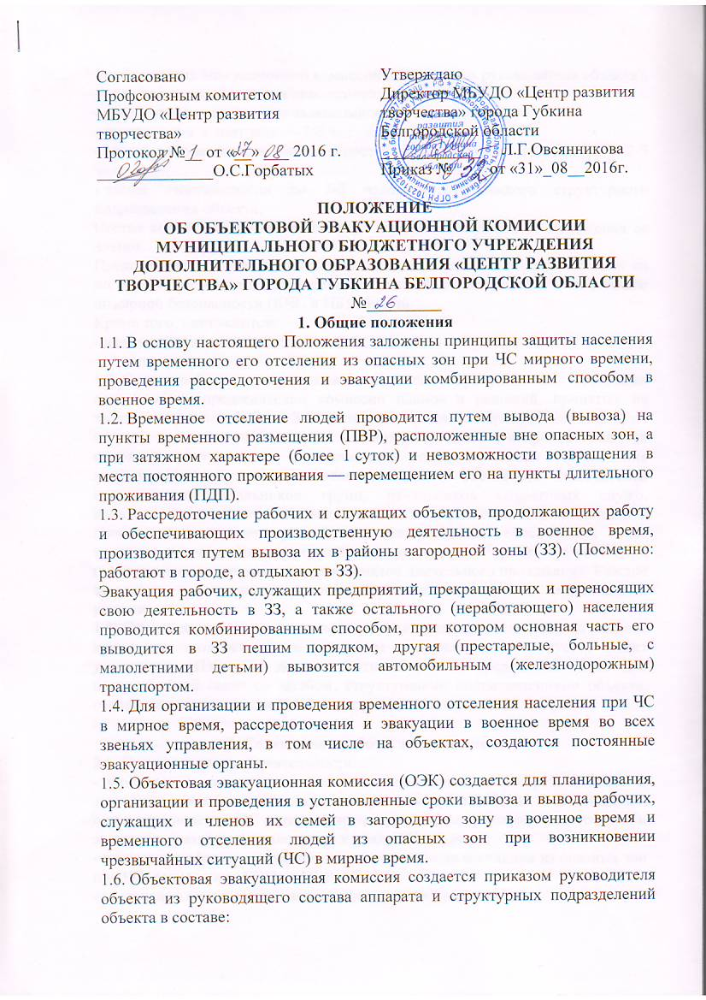 Согласовано
Профсоюзным комитетом
МБУДО «Центр развития
творчества»
Протокол № 1 от «27» 08 2016 г.
О.С.Горбатых
Утверждаю
Директор МБУДО «Центр развития
творчества» города Губкина
Белгородской области
Л.Г.Овсянникова
Приказ № от «31»_08__2016г.
ПОЛОЖЕНИЕ
ОБ ОБЪЕКТОВОЙ ЭВАКУАЦИОННОЙ КОМИССИИ
МУНИЦИПАЛЬНОГО БЮДЖЕТНОГО УЧРЕЖДЕНИЯ
ДОПОЛНИТЕЛЬНОГО ОБРАЗОВАНИЯ «ЦЕНТР РАЗВИТИЯ
ТВОРЧЕСТВА» ГОРОДА ГУБКИНА БЕЛГОРОДСКОЙ ОБЛАСТИ
№ 26
1. Общие положения
1.1. В основу настоящего Положения заложены принципы защиты населения
путем временного его отселения из опасных зон при ЧС мирного времени,
проведения рассредоточения и эвакуации комбинированным способом в
военное время.
1.2. Временное отселение людей проводится путем вывода (вывоза) на
пункты временного размещения (ПВР), расположенные вне опасных зон, а
при затяжном характере (более 1 суток) и невозможности возвращения в
места постоянного проживания — перемещением его на пункты длительного
проживания (ПДП).
1.3. Рассредоточение рабочих и служащих объектов, продолжающих работу
и обеспечивающих производственную деятельность в военное время,
производится путем вывоза их в районы загородной зоны (ЗЗ). (Посменно:
работают в городе, а отдыхают в ЗЗ).
Эвакуация рабочих, служащих предприятий, прекращающих и переносящих
свою деятельность в ЗЗ, а также остального (неработающего) населения
проводится комбинированным способом, при котором основная часть его
выводится в ЗЗ пешим порядком, другая (престарелые, больные, с
малолетними детьми) вывозится автомобильным (железнодорожным)
транспортом.
1.4. Для организации и проведения временного отселения населения при ЧС
в мирное время, рассредоточения и эвакуации в военное время во всех
звеньях управления, в том числе на объектах, создаются постоянные
эвакуационные органы.
1.5. Объектовая эвакуационная комиссия (ОЭК) создается для планирования,
организации и проведения в установленные сроки вывоза и вывода рабочих,
служащих и членов их семей в загородную зону в военное время и
временного отселения людей из опасных зон при возникновении
чрезвычайных ситуаций (ЧС) в мирное время.
1.6. Объектовая эвакуационная комиссия создается приказом руководителя
объекта из руководящего состава аппарата и структурных подразделений
объекта в составе: